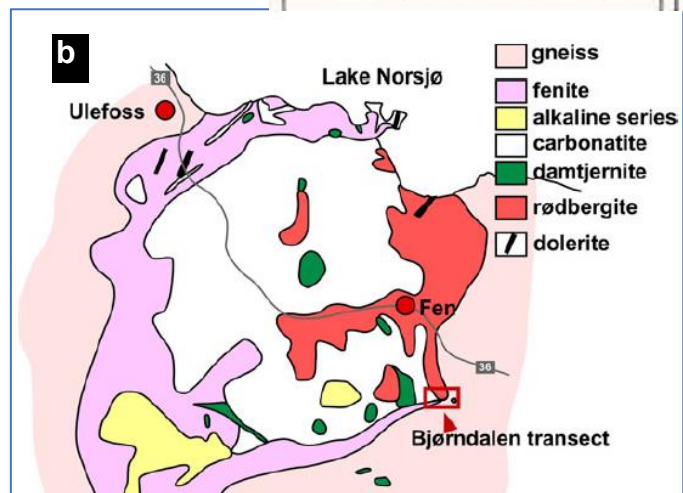 b
36
Lake Norsjø
Ulefoss
gneiss
fenite
alkaline series
carbonatite
damtjernite
rødbergite
dolerite
Fen
36
Bjørndalen transect